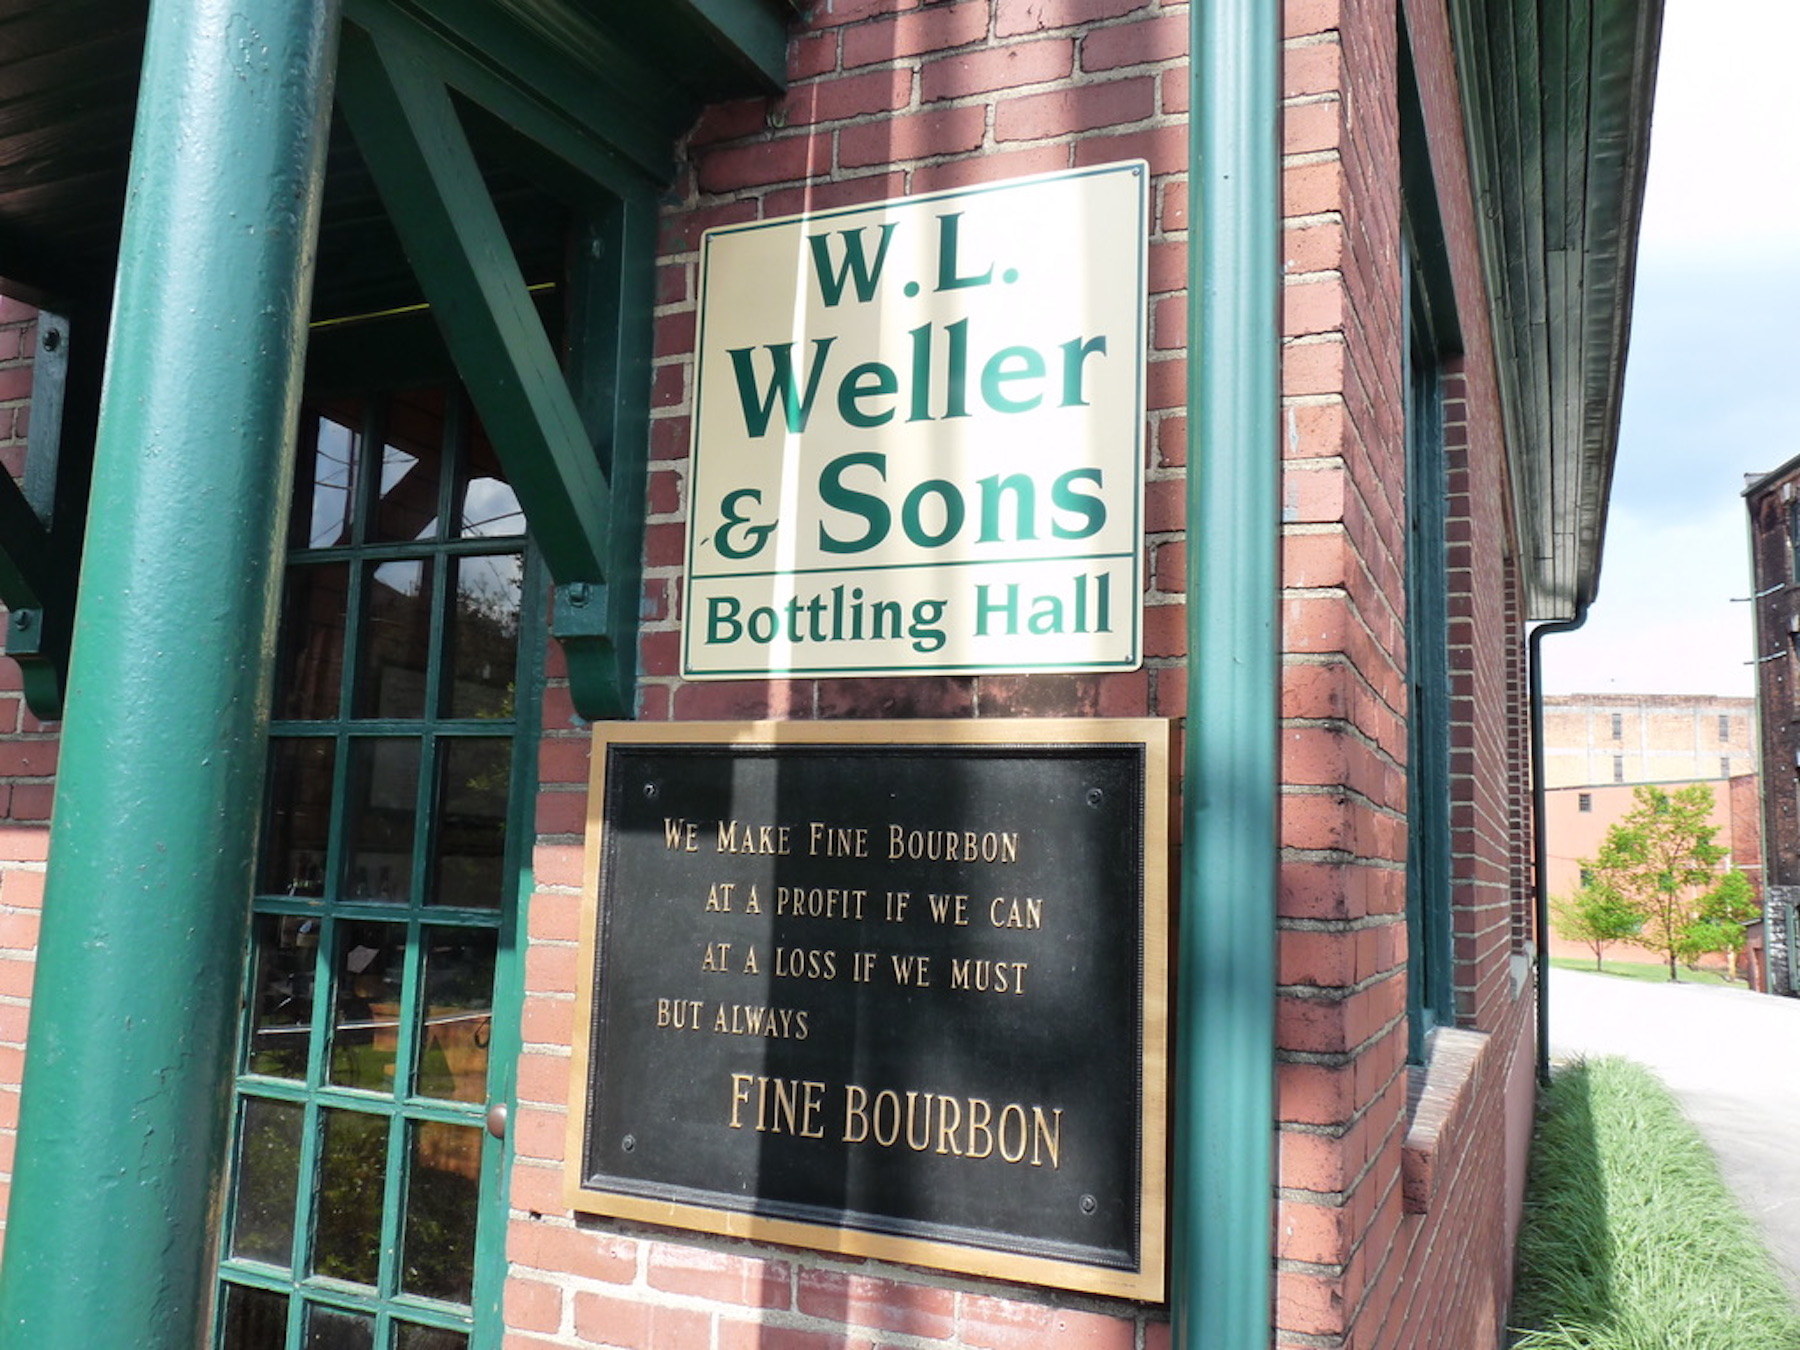 W.L.
Weller
& Sons
Bottling Hall
WE MAKE FINE BOURBON
AT A PROFIT IF WE CAN
AT A LOSS IF WE MUST
BUT ALWAYS
FINE BOURBON